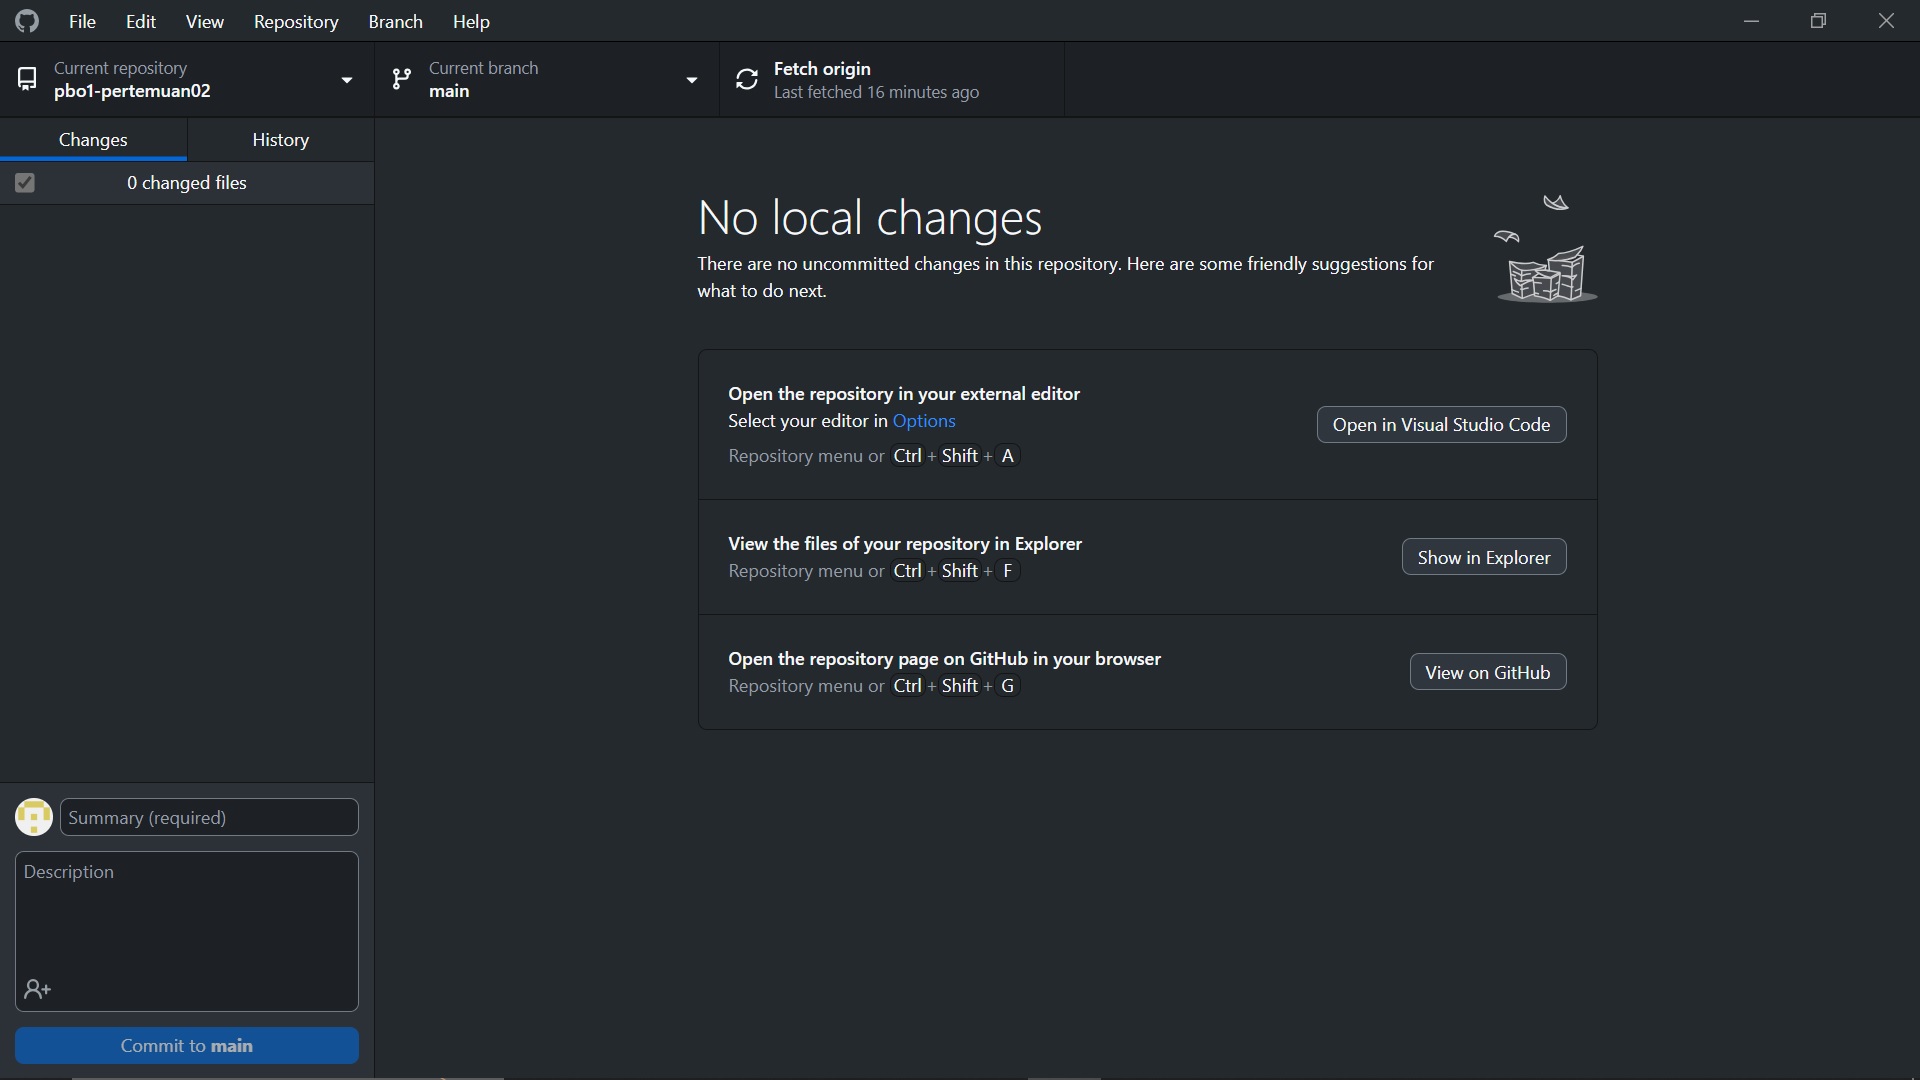 File Edit View Repository Branch Help
Current repository
pbo1-pertemuan02
Current branch
main
Fetch origin
Last fetched 16 minutes ago
Changes
History
0 changed files
No local changes
There are no uncommitted changes in this repository. Here are some friendly suggestions for
what to do next.
Open the repository in your external editor
Select your editor in Options
Repository menu or Ctrl + Shift + A
Open in Visual Studio Code
View the files of your repository in Explorer
Repository menu or Ctrl + Shift + F
Show in Explorer
Open the repository page on GitHub in your browser
Repository menu or Ctrl + Shift + G
View on GitHub
Summary (required)
Description
Commit to main